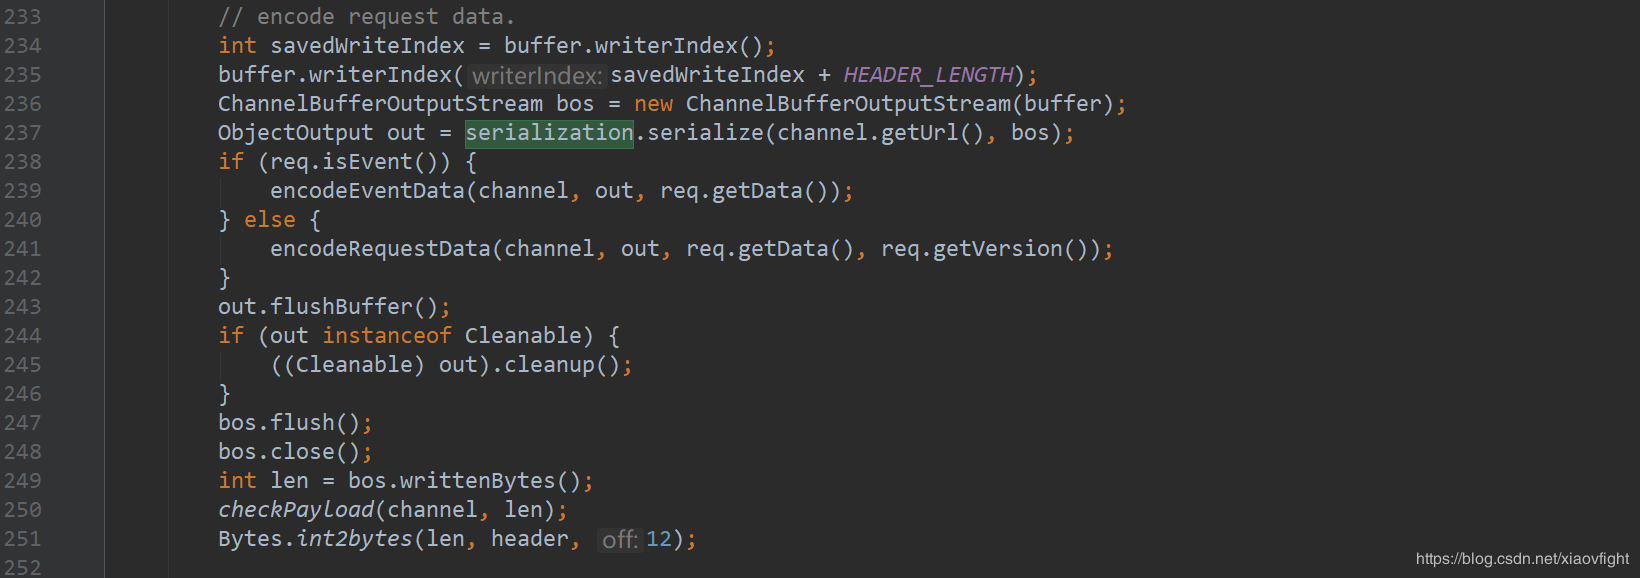 233 // encode request data.
234 int savedWriteIndex = buffer.writerIndex();
235 buffer.writerIndex( writerIndex: savedWriteIndex + HEADER_LENGTH);
236 ChannelBufferOutputStream bos = new ChannelBufferOutputStream(buffer);
237 ObjectOutput out = serialization.serialize(channel.getUrl(), bos);
238 if (req.isEvent()) {
239     encodeEventData(channel, out, req.getData());
240 } else {
241     encodeRequestData(channel, out, req.getData(), req.getVersion());
242 }
243 out.flushBuffer();
244 if (out instanceof Cleanable) {
245     ((Cleanable) out).cleanup();
246 }
247 bos.flush();
248 bos.close();
249 int len = bos.writtenBytes();
250 checkPayload(channel, len);
251 Bytes.int2bytes(len, header, off: 12);
252
https://blog.csdn.net/xiaovfight